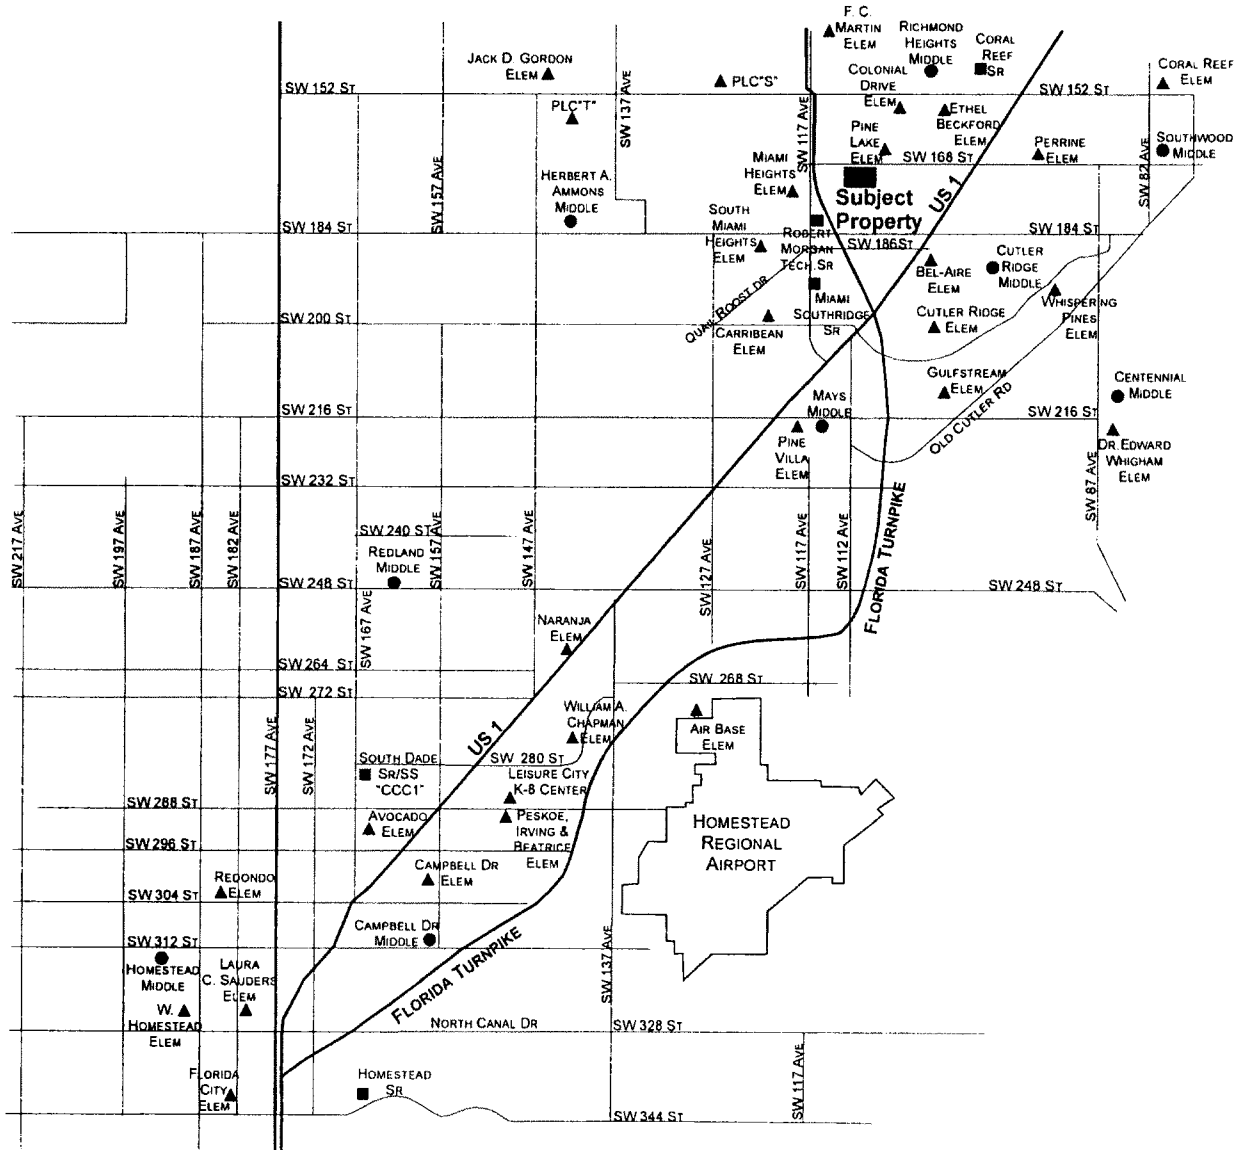 F. C.
MARTIN
ELEM
RICHMOND
HEIGHTS
MIDDLE
CORAL
REEF
SR
CORAL REEF
ELEM
JACK D. GORDON
ELEM
PLC"S"
COLONIAL
DRIVE
ELEM
SW 152 ST
SW 152 ST
PLC"T"
SW 137 AVE
SW 117 AVE
ETHEL
BECKFORD
ELEM
PINE
LAKE
ELEM
PERRINE
ELEM
SOUTHWOOD
MIDDLE
SW 168 ST
SW 82 AVE
SW 157 AVE
HERBERT A.
AMMONS
MIDDLE
MIAMI
HEIGHTS
ELEM
Subject
Property
US 1
SOUTH
MIAMI
HEIGHTS
ELEM
SW 184 ST
SW 184 ST
ROBERT
MORGAN
TECH. SR
SW 186 ST
BEL-AIRE
ELEM
CUTLER
RIDGE
MIDDLE
QUAIL ROOST DR
MIAMI
SOUTHRIDGE
SR
WHISPERING
PINES
ELEM
SW 200 ST
CARRIBEAN
ELEM
CUTLER RIDGE
ELEM
GULFSTREAM
ELEM
CENTENNIAL
MIDDLE
MAYS
MIDDLE
OLD CUTLER RD
SW 216 ST
SW 216 ST
PINE
VILLA
ELEM
DR. EDWARD
WHIGHAM
ELEM
SW 87 AVE
SW 232 ST
FLORIDA TURNPIKE
SW 217 AVE
SW 197 AVE
SW 187 AVE
SW 182 AVE
SW 240 ST
SW 157 AVE
SW 147 AVE
SW 127 AVE
SW 117 AVE
SW 112 AVE
REDLAND
MIDDLE
SW 248 ST
SW 248 ST
SW 167 AVE
NARANJA
ELEM
SW 264 ST
SW 268 ST
SW 272 ST
WILLIAM A.
CHAPMAN
ELEM
AIR BASE
ELEM
SW 177 AVE
SW 172 AVE
US 1
SOUTH DADE
SR/SS
"CCC1"
SW 280 ST
LEISURE CITY
K-8 CENTER
SW 288 ST
AVOCADO
ELEM
PESKOE,
IRVING &
BEATRICE
ELEM
HOMESTEAD
REGIONAL
AIRPORT
SW 296 ST
CAMPBELL DR
ELEM
REDONDO
ELEM
SW 304 ST
CAMPBELL DR
MIDDLE
SW 312 ST
FLORIDA TURNPIKE
SW 137 AVE
HOMESTEAD
MIDDLE
LAURA
C. SAUDERS
ELEM
W.
HOMESTEAD
ELEM
NORTH CANAL DR
SW 328 ST
FLORIDA
CITY
ELEM
HOMESTEAD
SR
SW 117 AVE
SW 344 ST